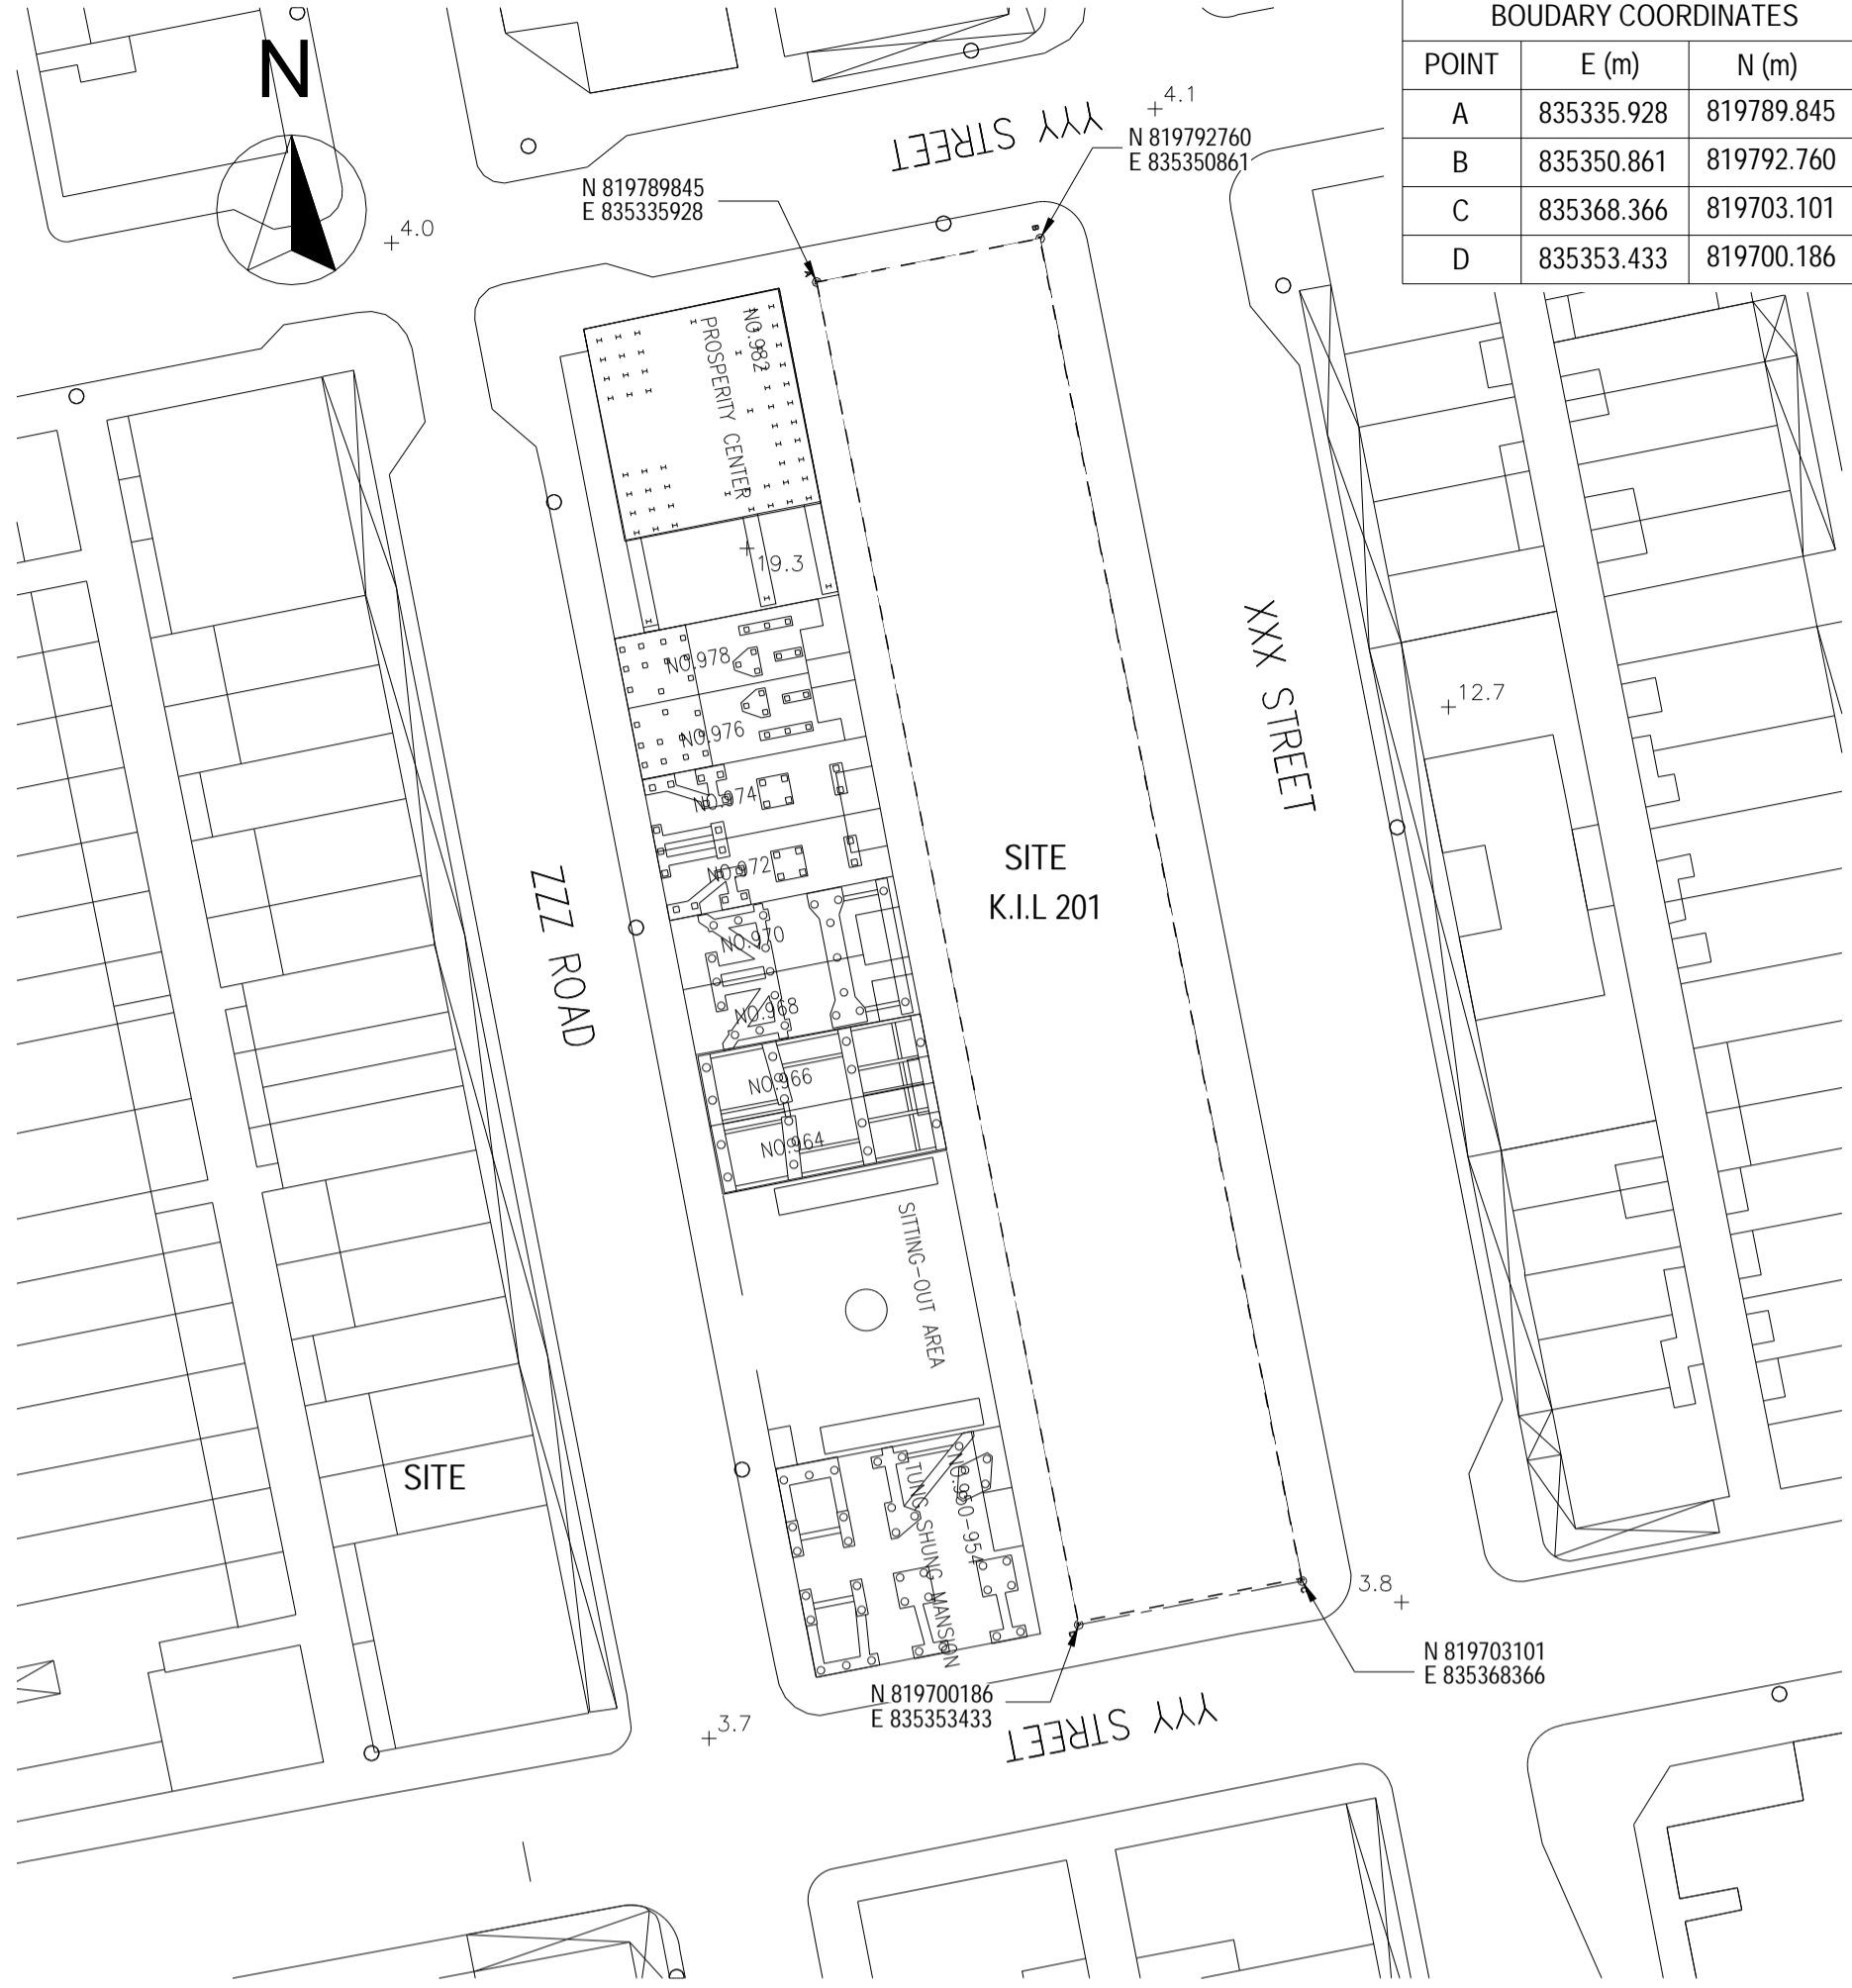 BOUDARY COORDINATES
POINT E (m) N (m)
A 835335.928 819789.845
B 835350.861 819792.760
C 835368.366 819703.101
D 835353.433 819700.186
N
4.1
YYY STREET
N 819792760
E 835350861
N 819789845
E 835335928
4.0
B
A
NO.982
PROSPERITY CENTER
19.3
XXX STREET
NO.978
12.7
NO.976
NO.974
SITE
K.I.L 201
NO.972
ZZZ ROAD
NO.970
NO.968
NO.966
NO.964
SITTING-OUT AREA
SITE
NO.950-954
TUNG SHUNG MANSION
C
3.8
D
N 819703101
E 835368366
N 819700186
E 835353433
3.7
YYY STREET